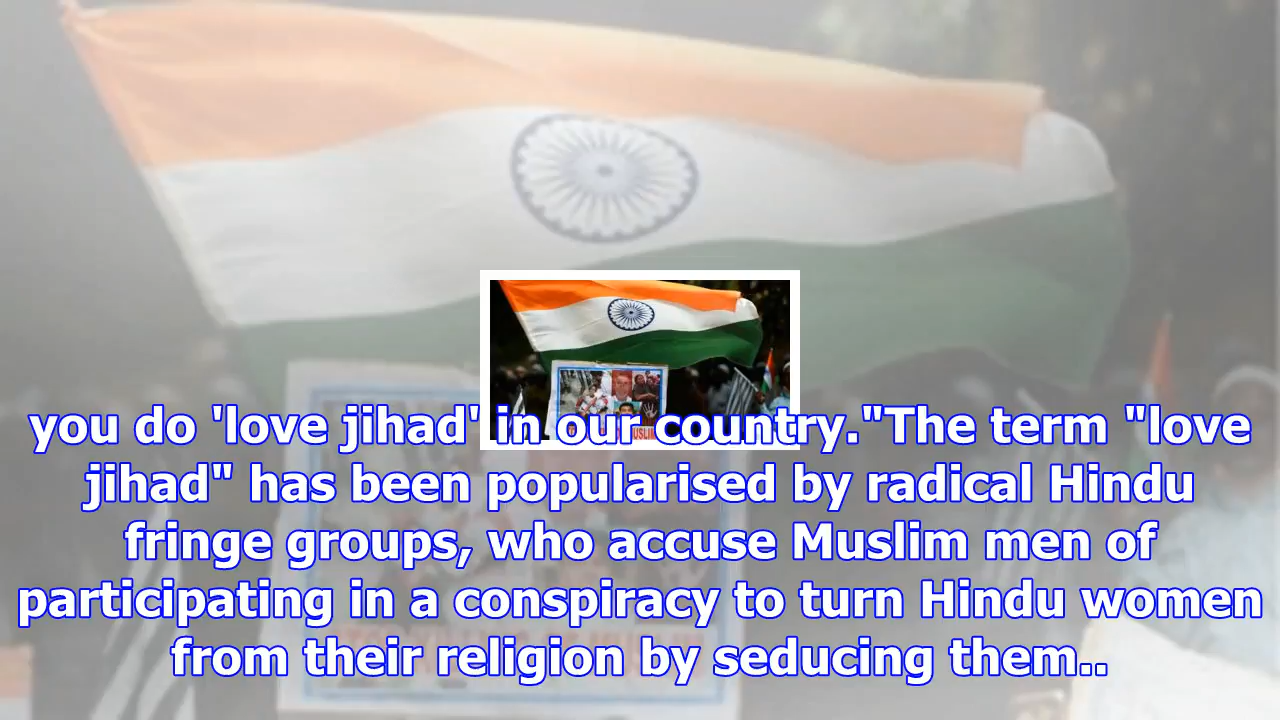 you do 'love jihad' in our country."The term "love
jihad" has been popularised by radical Hindu
fringe groups, who accuse Muslim men of
participating in a conspiracy to turn Hindu women
from their religion by seducing them..